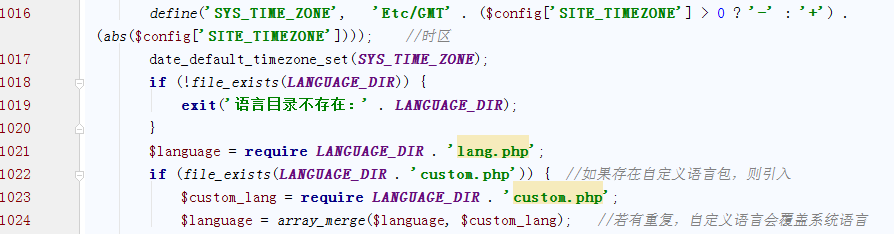 1016 define('SYS_TIME_ZONE', 'Etc/GMT' . ($config['SITE_TIMEZONE'] > 0 ? '-' : '+') .
(abs($config['SITE_TIMEZONE']))); //时区
1017 date_default_timezone_set(SYS_TIME_ZONE);
1018 if (!file_exists(LANGUAGE_DIR)) {
1019 exit('语言目录不存在：' . LANGUAGE_DIR);
1020 }
1021 $language = require LANGUAGE_DIR . 'lang.php';
1022 if (file_exists(LANGUAGE_DIR . 'custom.php')) { //如果存在自定义语言包，则引入
1023 $custom_lang = require LANGUAGE_DIR . 'custom.php';
1024 $language = array_merge($language, $custom_lang); //若有重复，自定义语言会覆盖系统语言